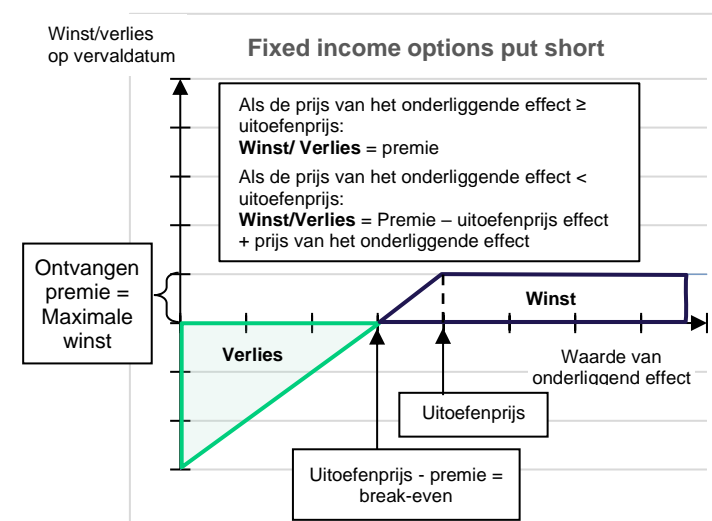 Winst/verlies
op vervaldatum
Fixed income options put short
Als de prijs van het onderliggende effect ≥
uitoefenprijs:
Winst/ Verlies = premie
Als de prijs van het onderliggende effect <
uitoefenprijs:
Winst/Verlies = Premie – uitoefenprijs effect
+ prijs van het onderliggende effect
Ontvangen
premie =
Maximale
winst
Winst
Verlies
Waarde van
onderliggend effect
Uitoefenprijs
Uitoefenprijs - premie =
break-even